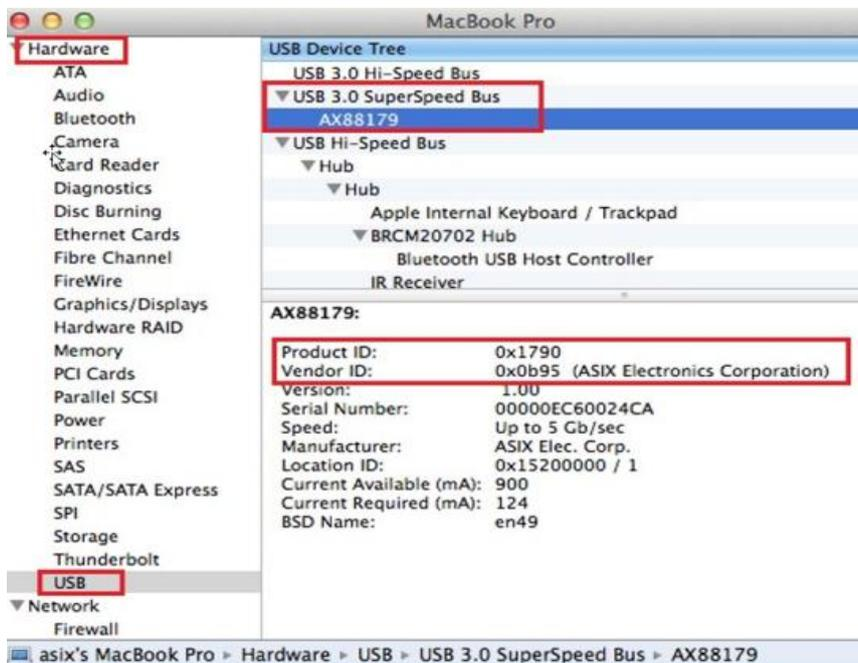 MacBook Pro
Hardware
ATA
Audio
Bluetooth
Camera
Card Reader
Diagnostics
Disc Burning
Ethernet Cards
Fibre Channel
FireWire
Graphics/Displays
Hardware RAID
Memory
PCI Cards
Parallel SCSI
Power
Printers
SAS
SATA/SATA Express
SPI
Storage
Thunderbolt
USB
Network
Firewall
USB Device Tree
USB 3.0 Hi-Speed Bus
USB 3.0 SuperSpeed Bus
AX88179
USB Hi-Speed Bus
Hub
Hub
Apple Internal Keyboard / Trackpad
BRCM20702 Hub
Bluetooth USB Host Controller
IR Receiver
AX88179:
Product ID: 0x1790
Vendor ID: 0x0b95 (ASIX Electronics Corporation)
Version: 1.00
Serial Number: 00000EC60024CA
Speed: Up to 5 Gb/sec
Manufacturer: ASIX Elec. Corp.
Location ID: 0x15200000 / 1
Current Available (mA): 900
Current Required (mA): 124
BSD Name: en49
asix's MacBook Pro ▸ Hardware ▸ USB ▸ USB 3.0 SuperSpeed Bus ▸ AX88179